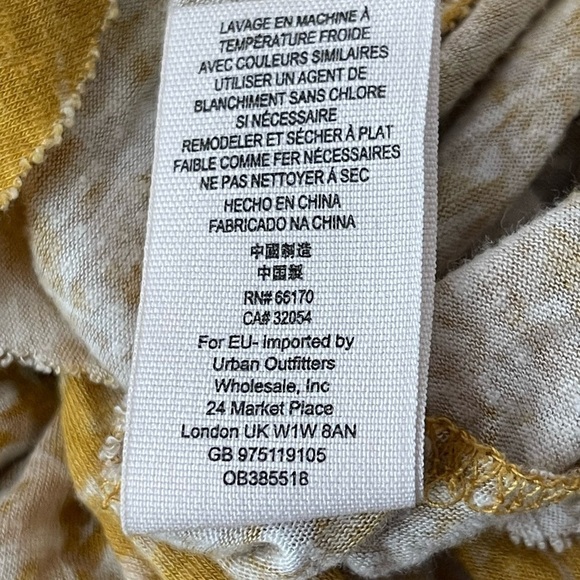 LAVAGE EN MACHINE À
TEMPÉRATURE FROIDE
AVEC COULEURS SIMILAIRES
UTILISER UN AGENT DE
BLANCHIMENT SANS CHLORE
SI NÉCESSAIRE
REMODELER ET SÉCHER À PLAT
FAIBLE COMME FER NÉCESSAIRES
NE PAS NETTOYER À SEC
HECHO EN CHINA
FABRICADO NA CHINA
中國制造
中国製
RN# 66170
CA# 32054
For EU- Imported by
Urban Outfitters
Wholesale, Inc
24 Market Place
London UK W1W 8AN
GB 975119105
OB385518